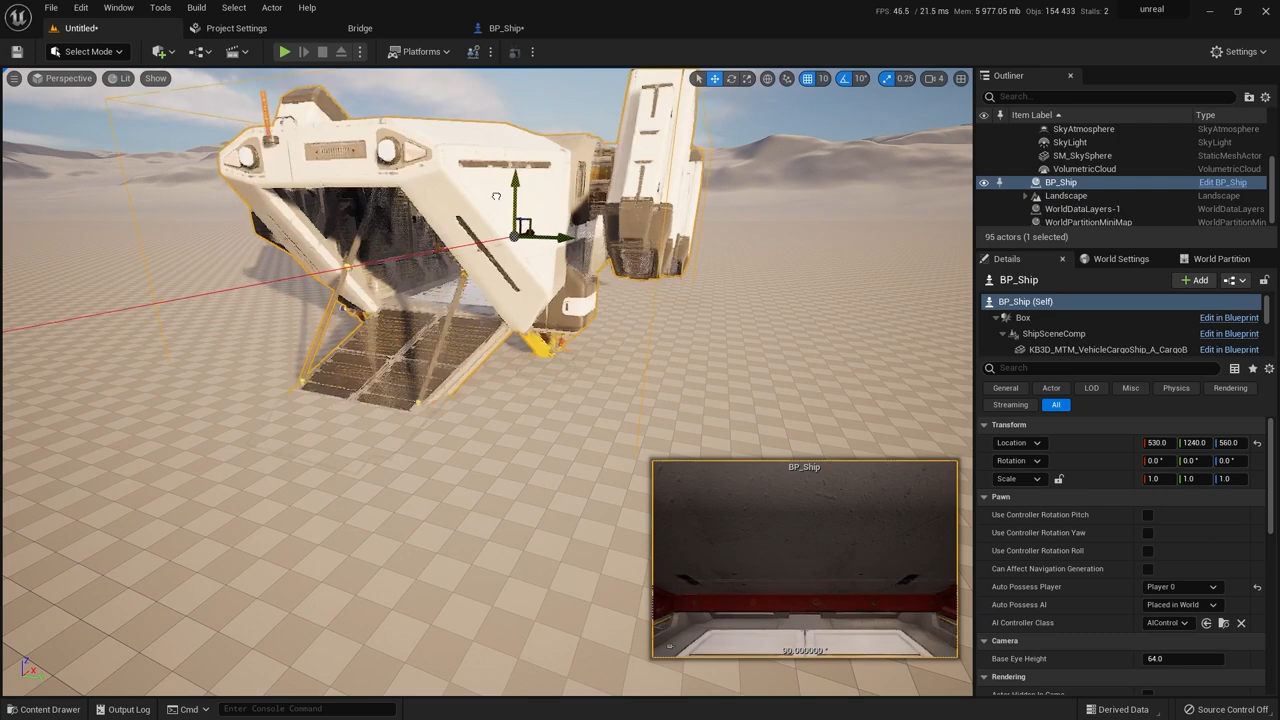 File Edit Window Tools Build Select Actor Help
FPS: 45.5 / 21.5 ms Mem: 5 977.05 mb Objs: 154 433 Stalls: 2
unreal
Untitled*
Project Settings
Bridge
BP_Ship*
Select Mode
Platforms
Settings
Perspective
Lit
Show
10
10°
0.25
4
Outliner
Search...
Item Label
Type
SkyAtmosphere SkyAtmosphere
SkyLight SkyLight
SM_SkySphere StaticMeshActor
VolumetricCloud VolumetricCloud
BP_Ship Edit BP_Ship
Landscape Landscape
WorldDataLayers-1 WorldDataLayers
WorldPartitionMiniMap WorldPartitionMin
95 actors (1 selected)
Details
World Settings
World Partition
BP_Ship
Add
BP_Ship (Self)
Box Edit in Blueprint
ShipSceneComp Edit in Blueprint
KB3D_MTM_VehicleCargoShip_A_CargoB Edit in Blueprint
Search
General
Actor
LOD
Misc
Physics
Rendering
Streaming
All
Transform
Location 530.0 1240.0 560.0
Rotation 0.0 ° 0.0 ° 0.0 °
Scale 1.0 1.0 1.0
Pawn
Use Controller Rotation Pitch
Use Controller Rotation Yaw
Use Controller Rotation Roll
Can Affect Navigation Generation
Auto Possess Player Player 0
Auto Possess AI Placed in World
AI Controller Class AIControl
Camera
Base Eye Height 64.0
Rendering
Actor Hidden In Game
BP_Ship
90.000000 °
Z
X
Content Drawer
Output Log
Cmd
Enter Console Command
Derived Data
Source Control Off